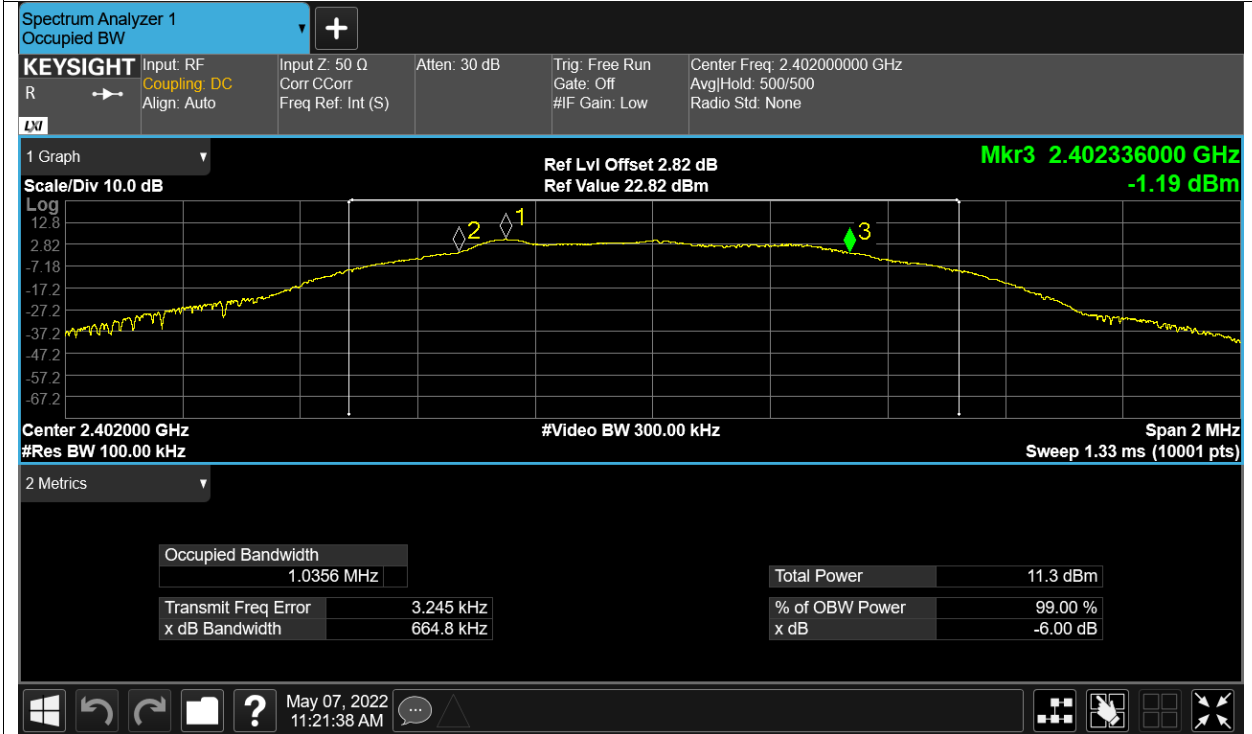 Spectrum Analyzer 1
Occupied BW
▼
+
KEYSIGHT
R
LXI
Input: RF
Coupling: DC
Align: Auto
Input Z: 50 Ω
Corr CCorr
Freq Ref: Int (S)
Atten: 30 dB
Trig: Free Run
Gate: Off
#IF Gain: Low
Center Freq: 2.402000000 GHz
Avg|Hold: 500/500
Radio Std: None
1 Graph ▼
Scale/Div 10.0 dB
Ref Lvl Offset 2.82 dB
Ref Value 22.82 dBm
Mkr3 2.402336000 GHz
-1.19 dBm
Log
12.8
2.82
-7.18
-17.2
-27.2
-37.2
-47.2
-57.2
-67.2
2
1
3
Center 2.402000 GHz
#Video BW 300.00 kHz
Span 2 MHz
#Res BW 100.00 kHz
Sweep 1.33 ms (10001 pts)
2 Metrics ▼
Occupied Bandwidth
1.0356 MHz
Total Power 11.3 dBm
Transmit Freq Error 3.245 kHz
% of OBW Power 99.00 %
x dB Bandwidth 664.8 kHz
x dB -6.00 dB
?
May 07, 2022
11:21:38 AM